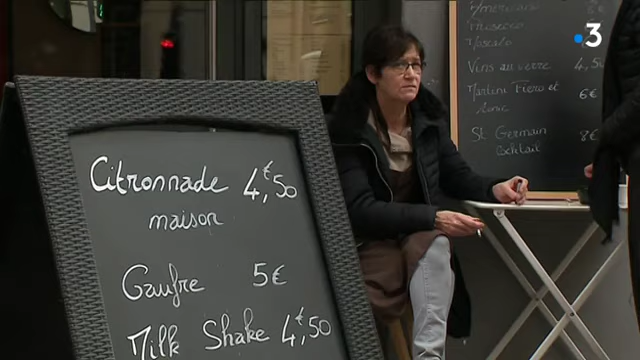 Citronnade 4,€50
maison
Gaufre 5€
Milk Shake 4,€50
Prosecco
Moscato
Vins au verre 4,50
Martini Fiero et
Tonic 6€
St Germain 8€
Cocktail
3